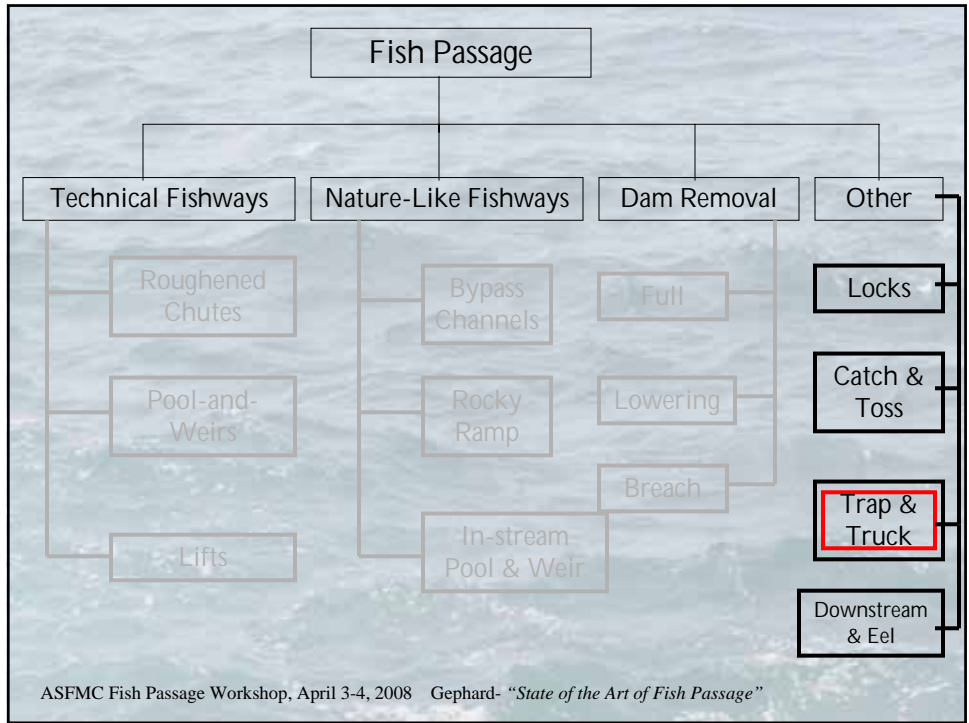 Fish Passage
Technical Fishways
Nature-Like Fishways
Dam Removal
Other
Roughened
Chutes
Pool-and-
Weirs
Lifts
Bypass
Channels
Rocky
Ramp
In-stream
Pool & Weir
Full
Lowering
Breach
Locks
Catch &
Toss
Trap &
Truck
Downstream
& Eel
ASFMC Fish Passage Workshop, April 3-4, 2008 Gephard- “State of the Art of Fish Passage”